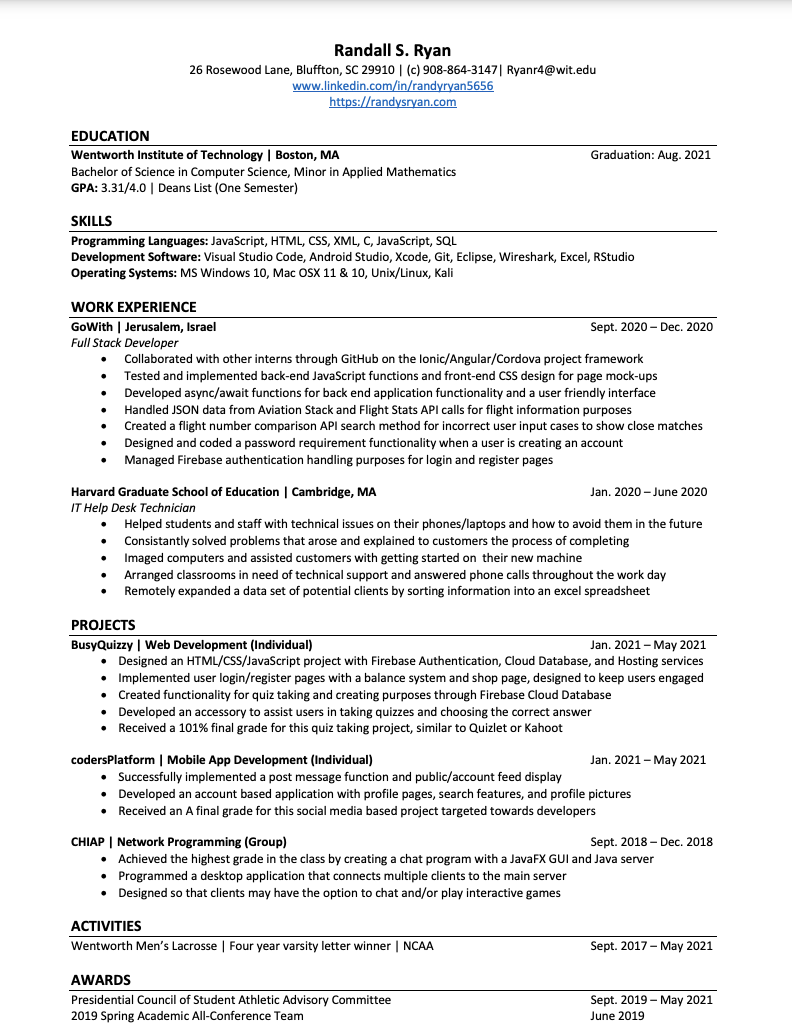 Randall S. Ryan
26 Rosewood Lane, Bluffton, SC 29910 | (c) 908-864-3147| Ryanr4@wit.edu
www.linkedin.com/in/randyryan5656
https://randysryan.com
EDUCATION
Wentworth Institute of Technology | Boston, MA Graduation: Aug. 2021
Bachelor of Science in Computer Science, Minor in Applied Mathematics
GPA: 3.31/4.0 | Deans List (One Semester)
SKILLS
Programming Languages: JavaScript, HTML, CSS, XML, C, JavaScript, SQL
Development Software: Visual Studio Code, Android Studio, Xcode, Git, Eclipse, Wireshark, Excel, RStudio
Operating Systems: MS Windows 10, Mac OSX 11 & 10, Unix/Linux, Kali
WORK EXPERIENCE
GoWith | Jerusalem, Israel Sept. 2020 – Dec. 2020
Full Stack Developer
• Collaborated with other interns through GitHub on the Ionic/Angular/Cordova project framework
• Tested and implemented back-end JavaScript functions and front-end CSS design for page mock-ups
• Developed async/await functions for back end application functionality and a user friendly interface
• Handled JSON data from Aviation Stack and Flight Stats API calls for flight information purposes
• Created a flight number comparison API search method for incorrect user input cases to show close matches
• Designed and coded a password requirement functionality when a user is creating an account
• Managed Firebase authentication handling purposes for login and register pages
Harvard Graduate School of Education | Cambridge, MA Jan. 2020 – June 2020
IT Help Desk Technician
• Helped students and staff with technical issues on their phones/laptops and how to avoid them in the future
• Consistently solved problems that arose and explained to customers the process of completing
• Imaged computers and assisted customers with getting started on their new machine
• Arranged classrooms in need of technical support and answered phone calls throughout the work day
• Remotely expanded a data set of potential clients by sorting information into an excel spreadsheet
PROJECTS
BusyQuizzy | Web Development (Individual) Jan. 2021 – May 2021
• Designed an HTML/CSS/JavaScript project with Firebase Authentication, Cloud Database, and Hosting services
• Implemented user login/register pages with a balance system and shop page, designed to keep users engaged
• Created functionality for quiz taking and creating purposes through Firebase Cloud Database
• Developed an accessory to assist users in taking quizzes and choosing the correct answer
• Received a 101% final grade for this quiz taking project, similar to Quizlet or Kahoot
codersPlatform | Mobile App Development (Individual) Jan. 2021 – May 2021
• Successfully implemented a post message function and public/account feed display
• Developed an account based application with profile pages, search features, and profile pictures
• Received an A final grade for this social media based project targeted towards developers
CHIAP | Network Programming (Group) Sept. 2018 – Dec. 2018
• Achieved the highest grade in the class by creating a chat program with a JavaFX GUI and Java server
• Programmed a desktop application that connects multiple clients to the main server
• Designed so that clients may have the option to chat and/or play interactive games
ACTIVITIES
Wentworth Men's Lacrosse | Four year varsity letter winner | NCAA Sept. 2017 – May 2021
AWARDS
Presidential Council of Student Athletic Advisory Committee Sept. 2019 – May 2021
2019 Spring Academic All-Conference Team June 2019